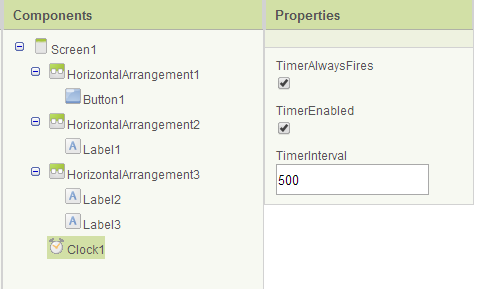 Components
Screen1
HorizontalArrangement1
Button1
HorizontalArrangement2
A Label1
HorizontalArrangement3
A Label2
A Label3
Clock1
Properties
TimerAlwaysFires
TimerEnabled
TimerInterval
500